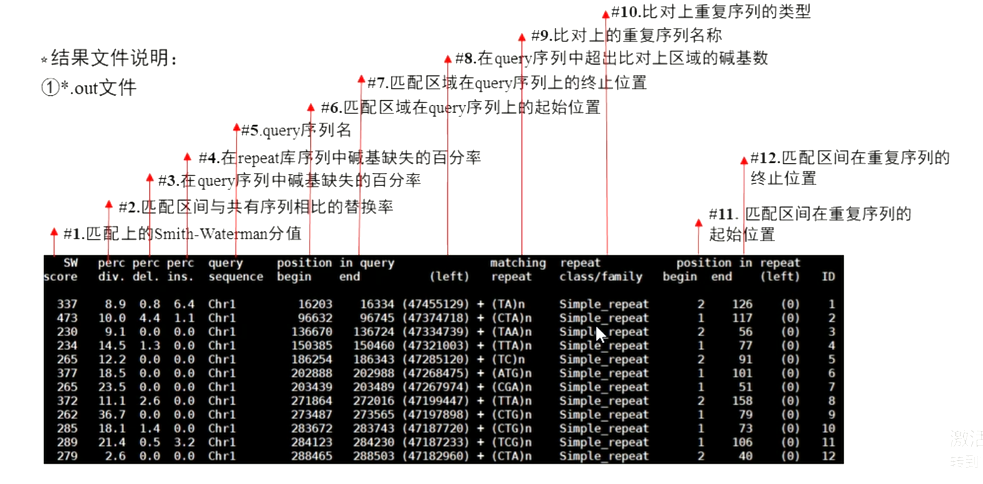 #10.比对上重复序列的类型
#9.比对上的重复序列名称
*结果文件说明：
#8.在query序列中超出比对上区域的碱基数
①*.out文件
#7.匹配区域在query序列上的终止位置
#6.匹配区域在query序列上的起始位置
#5.query序列名
#4.在repeat库序列中碱基缺失的百分率
#12.匹配区间在重复序列的
终止位置
#3.在query序列中碱基缺失的百分率
#2.匹配区间与共有序列相比的替换率
#11. 匹配区间在重复序列的
起始位置
#1.匹配上的Smith-Waterman分值
SW perc perc perc query position in query matching repeat position in repeat
score div. del. ins. sequence begin end (left) repeat class/family begin end (left) ID
337 8.9 0.8 6.4 Chr1 16203 16334 (47455129) + (TA)n Simple_repeat 2 126 (0) 1
473 10.0 4.4 1.1 Chr1 96632 96745 (47374718) + (CTA)n Simple_repeat 1 117 (0) 2
230 9.1 0.0 0.0 Chr1 136670 136724 (47334739) + (TAA)n Simple_repeat 2 56 (0) 3
234 14.5 1.3 0.0 Chr1 150385 150460 (47321003) + (TTA)n Simple_repeat 1 77 (0) 4
265 12.2 0.0 0.0 Chr1 186254 186343 (47285120) + (TC)n Simple_repeat 2 91 (0) 5
377 18.5 0.0 0.0 Chr1 202888 202988 (47268475) + (ATG)n Simple_repeat 1 101 (0) 6
265 23.5 0.0 0.0 Chr1 203439 203489 (47267974) + (CGA)n Simple_repeat 1 51 (0) 7
372 11.1 2.6 0.0 Chr1 271864 272016 (47199447) + (TTA)n Simple_repeat 2 158 (0) 8
262 36.7 0.0 0.0 Chr1 273487 273565 (47197898) + (CTG)n Simple_repeat 1 79 (0) 9
285 18.1 1.4 0.0 Chr1 283672 283743 (47187720) + (CTG)n Simple_repeat 1 73 (0) 10
289 21.4 0.5 3.2 Chr1 284123 284230 (47187233) + (TCG)n Simple_repeat 1 106 (0) 11
279 2.6 0.0 0.0 Chr1 288465 288503 (47182960) + (CTA)n Simple_repeat 2 40 (0) 12
激活
转到